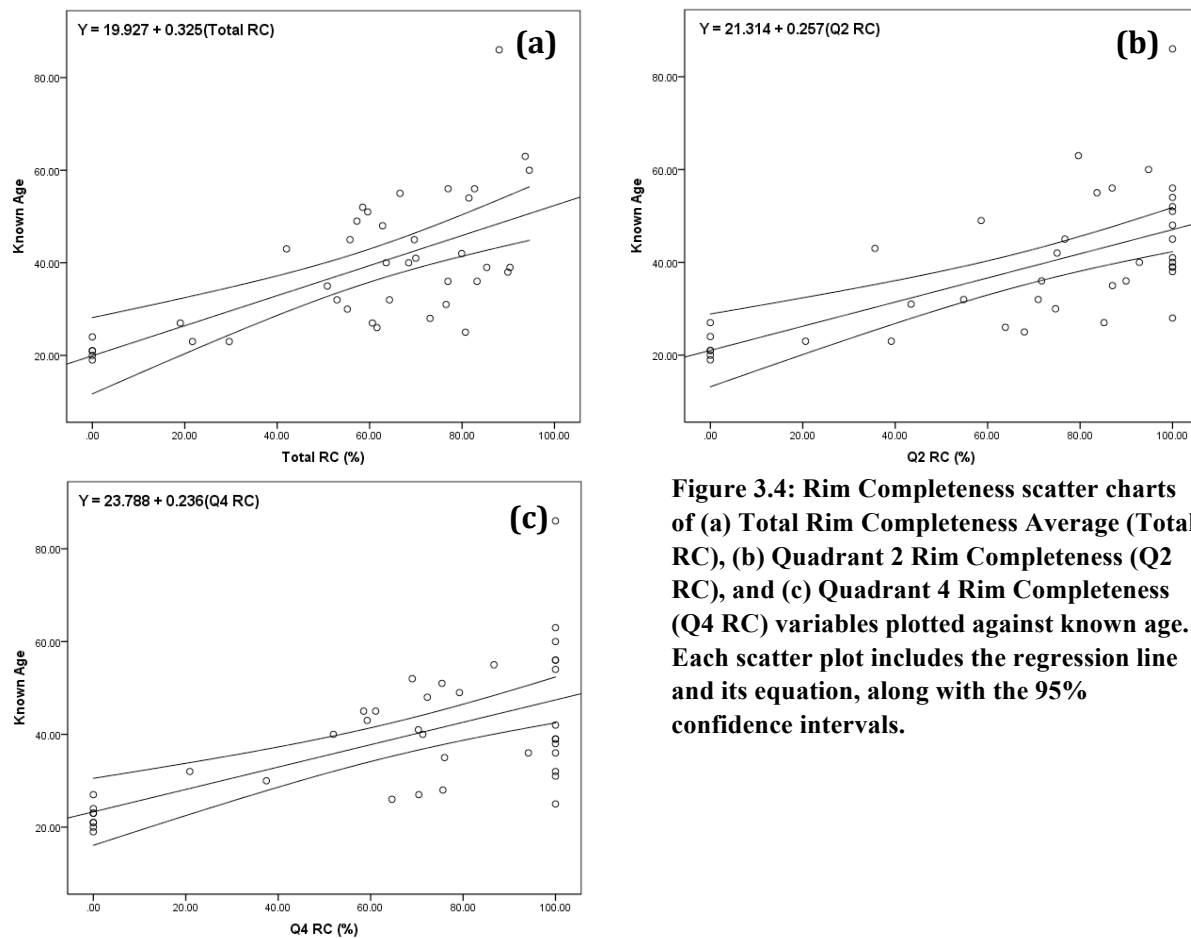 Y = 19.927 + 0.325(Total RC)
(a)
80.00
60.00
40.00
20.00
Known Age
.00 20.00 40.00 60.00 80.00 100.00
Total RC (%)
Y = 21.314 + 0.257(Q2 RC)
(b)
80.00
60.00
40.00
20.00
Known Age
.00 20.00 40.00 60.00 80.00 100.00
Q2 RC (%)
Y = 23.788 + 0.236(Q4 RC)
(c)
80.00
60.00
40.00
20.00
Known Age
.00 20.00 40.00 60.00 80.00 100.00
Q4 RC (%)
Figure 3.4: Rim Completeness scatter charts
of (a) Total Rim Completeness Average (Total
RC), (b) Quadrant 2 Rim Completeness (Q2
RC), and (c) Quadrant 4 Rim Completeness
(Q4 RC) variables plotted against known age.
Each scatter plot includes the regression line
and its equation, along with the 95%
confidence intervals.